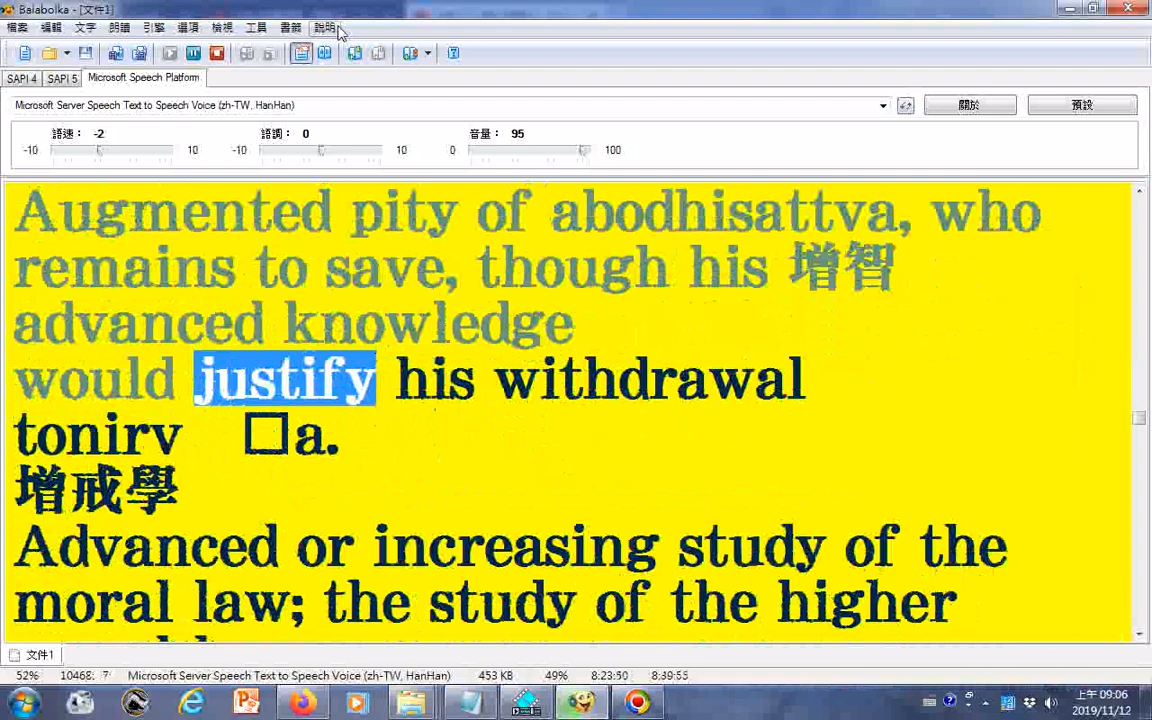 Balabolka - [文件1]
檔案 編輯 文字 朗讀 引擎 選項 檢視 工具 書籤 說明
SAPI 4 SAPI 5 Microsoft Speech Platform
Microsoft Server Speech Text to Speech Voice (zh-TW, HanHan) 關於 預設
語速： -2 語調： 0 音量： 95
-10 10 -10 10 0 100
Augmented pity of abodhisattva, who
remains to save, though his 增智
advanced knowledge
would justify his withdrawal
tonirv □a.
增戒學
Advanced or increasing study of the
moral law; the study of the higher
文件1
52% 10468: 7 Microsoft Server Speech Text to Speech Voice (zh-TW, HanHan) 453 KB 49% 8:23:50 8:39:55
上午 09:06
2019/11/12